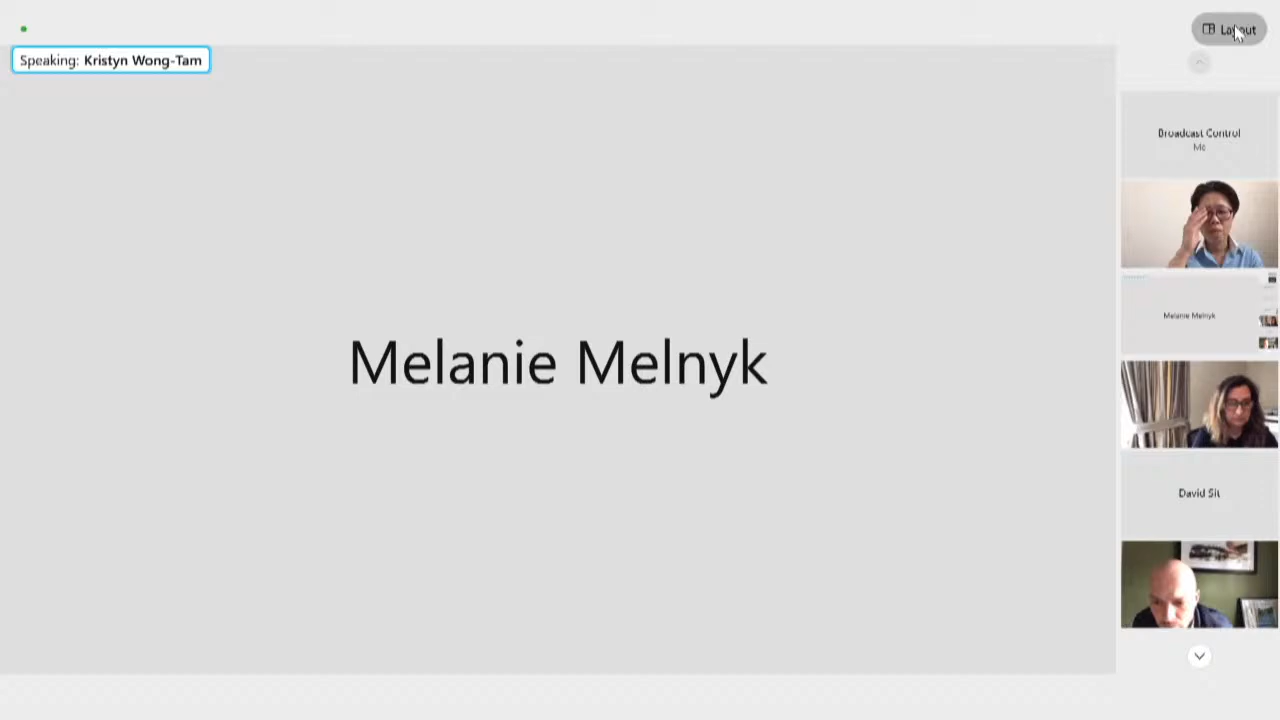 Layout
Speaking: Kristyn Wong-Tam
Broadcast Control
Me
Melanie Melnyk
Melanie Melnyk
David Sit